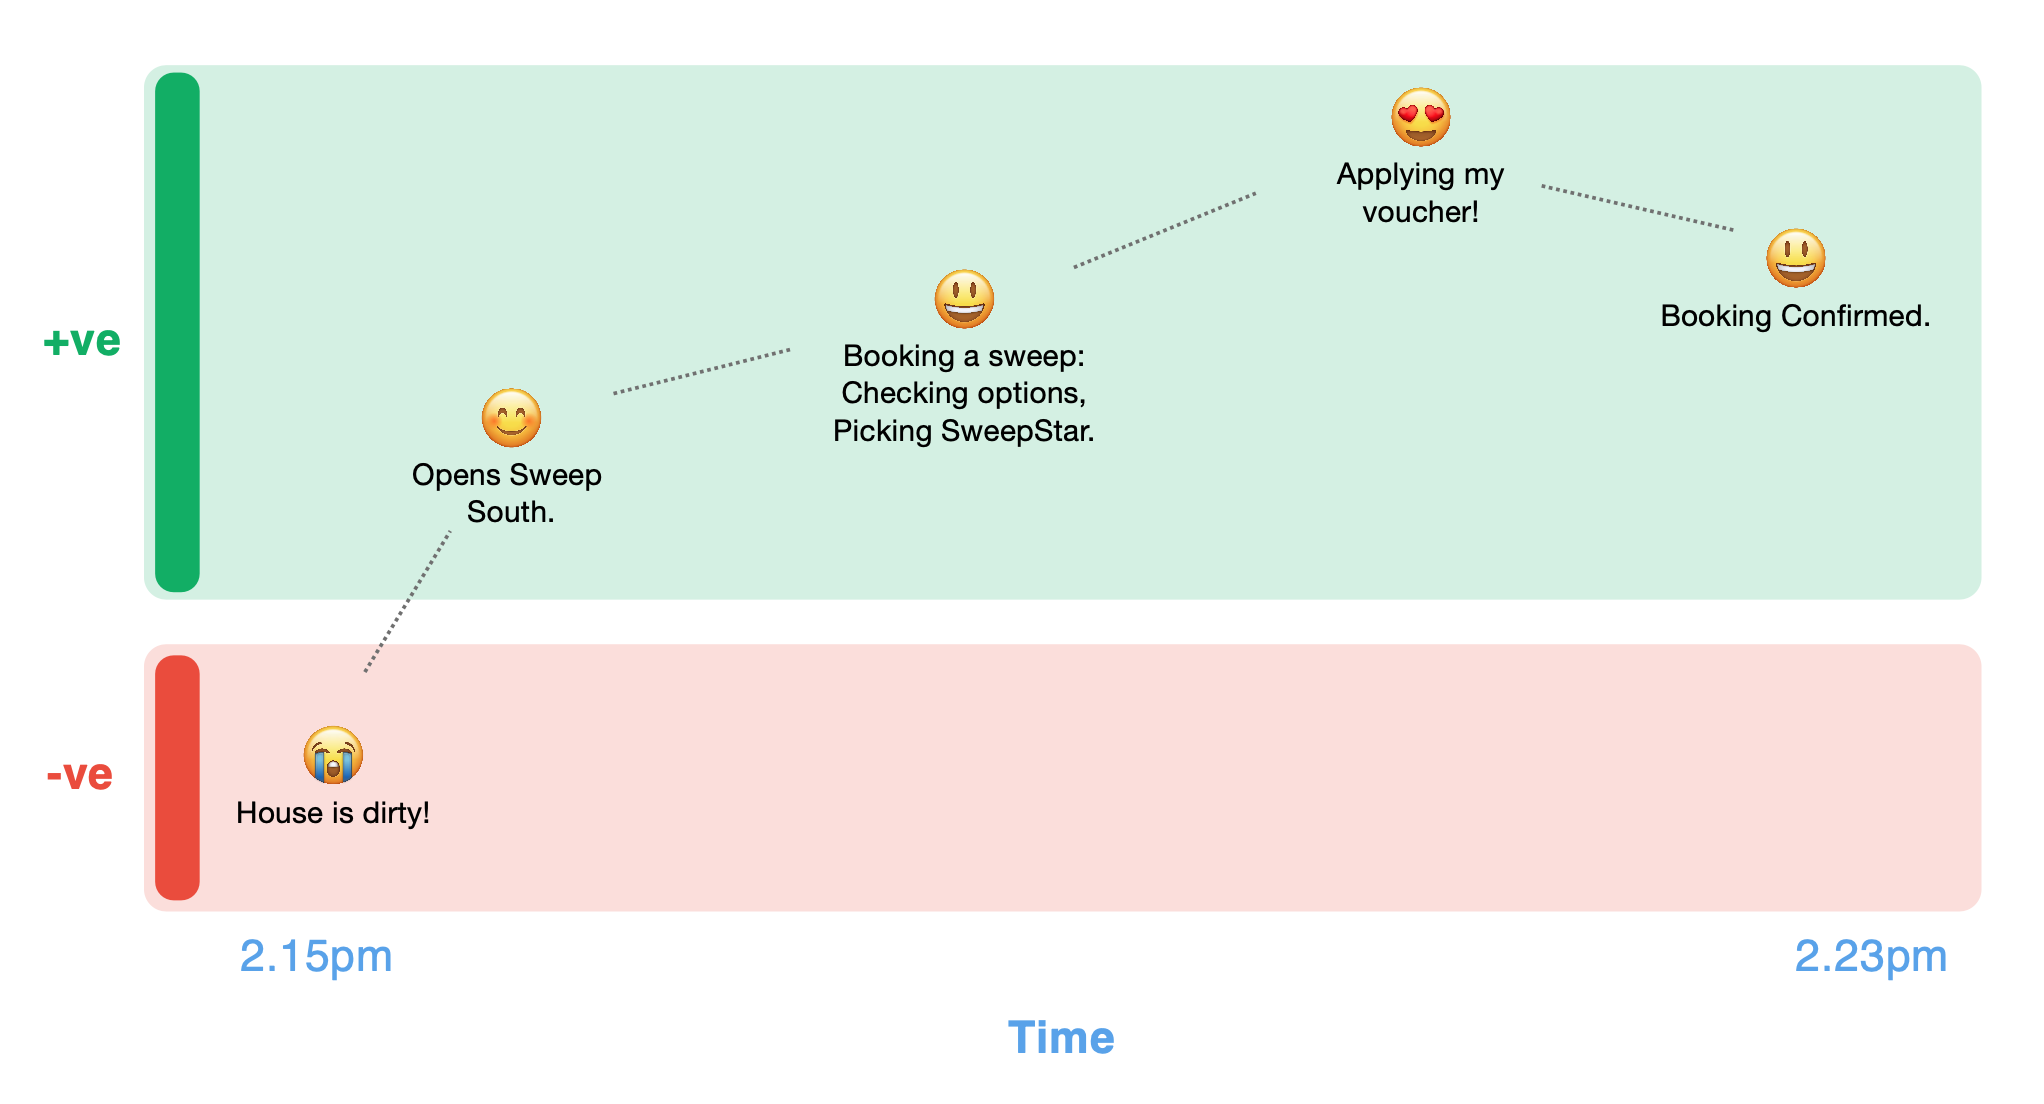 Applying my
voucher!
Booking Confirmed.
+ve
Booking a sweep:
Checking options,
Picking SweepStar.
Opens Sweep
South.
-ve
House is dirty!
2.15pm
2.23pm
Time